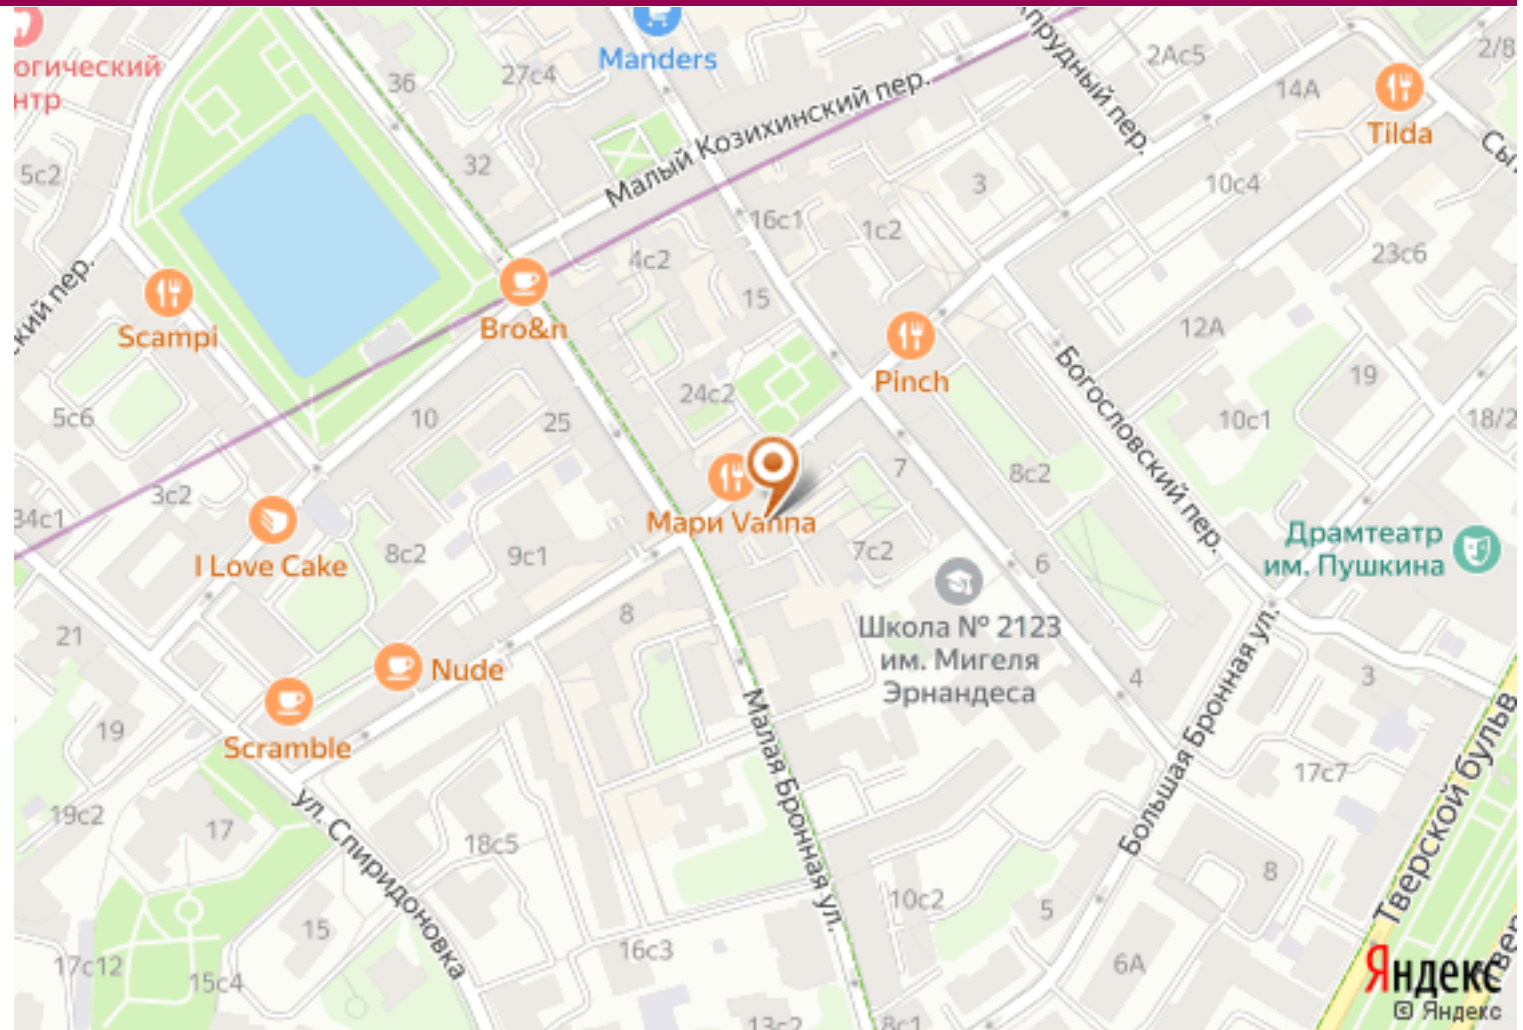 Manders
огический
нтр
36
27с4
2Ас5
2/8
14А
Tilda
Малый Козихинский пер.
прудный пер.
32
5с2
3
10с4
16с1
1с2
23с6
4с2
15
Scampi
Bro&n
12А
Pinch
Богословский пер.
19
24с2
5с6
10
25
10с1
18/2
7
8с2
3с2
34с1
Мари Vanna
I Love Cake
8с2
9с1
7с2
6
Драмтеатр
им. Пушкина
Школа № 2123
им. Мигеля
Эрнандеса
8
21
Nude
4
3
Scramble
19
Малая Бронная ул.
Большая Бронная ул.
Тверской бульв
17с7
19с2
17
ул. Спиридоновка
18с5
8
10с2
5
15
16с3
6А
17с12
15с4
13с2
8с1
Яндекс
© Яндекс